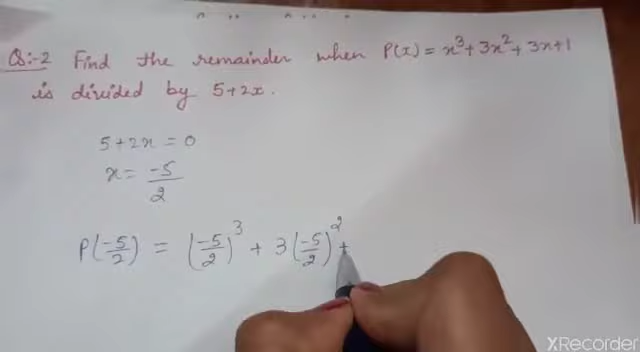 Q:-2 Find the remainder when P(x) = x³ + 3x² + 3x + 1
is divided by 5+2x.
5+2x = 0
x = -5/2
P(-5/2) = (-5/2)³ + 3(-5/2)² +
XRecorder